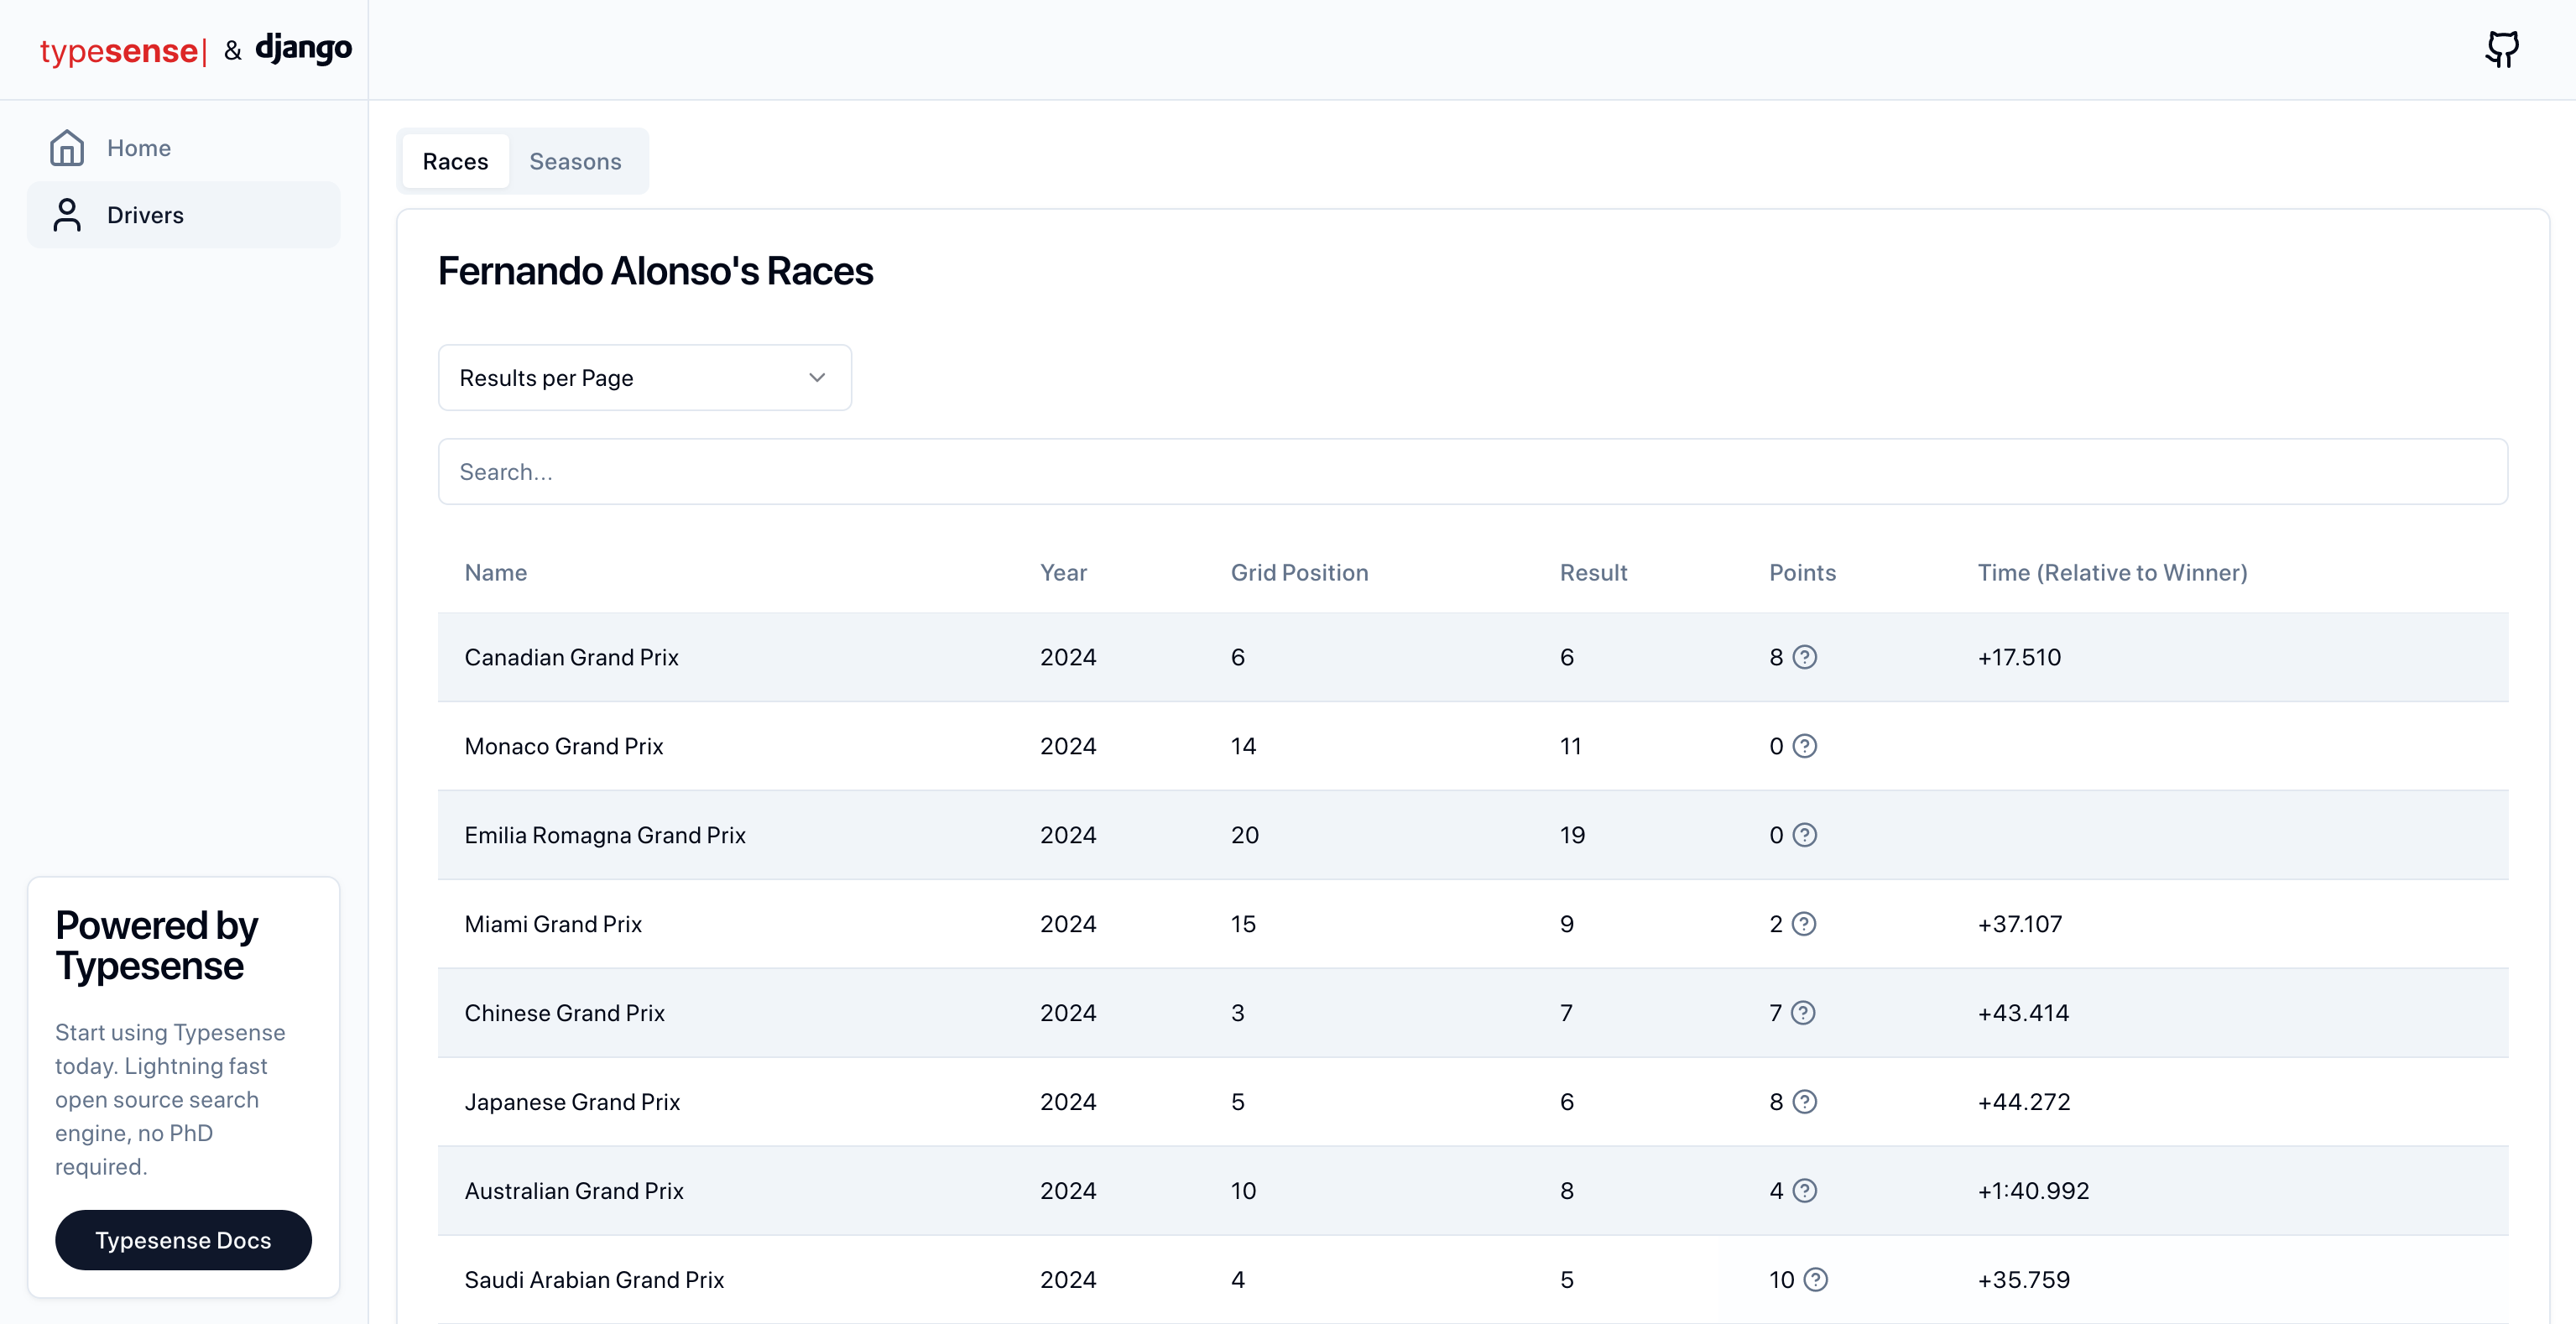 typesense| & django
Home
Drivers
Races Seasons
Fernando Alonso's Races
Results per Page
Search...
Name Year Grid Position Result Points Time (Relative to Winner)
Canadian Grand Prix 2024 6 6 8 ? +17.510
Monaco Grand Prix 2024 14 11 0 ?
Emilia Romagna Grand Prix 2024 20 19 0 ?
Miami Grand Prix 2024 15 9 2 ? +37.107
Chinese Grand Prix 2024 3 7 7 ? +43.414
Japanese Grand Prix 2024 5 6 8 ? +44.272
Australian Grand Prix 2024 10 8 4 ? +1:40.992
Saudi Arabian Grand Prix 2024 4 5 10 ? +35.759
Powered by
Typesense
Start using Typesense
today. Lightning fast
open source search
engine, no PhD
required.
Typesense Docs